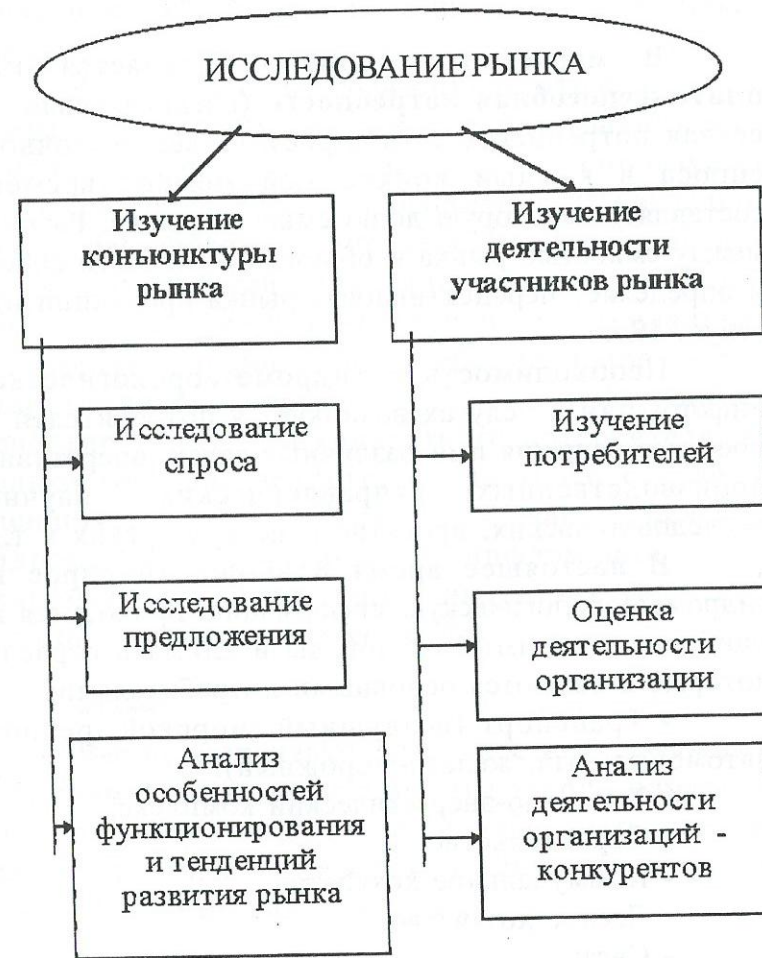 ИССЛЕДОВАНИЕ РЫНКА
Изучение
конъюнктуры
рынка
Исследование
спроса
Исследование
предложения
Анализ
особенностей
функционирования
и тенденций
развития рынка
Изучение
деятельности
участников рынка
Изучение
потребителей
Оценка
деятельности
организации
Анализ
деятельности
организаций -
конкурентов